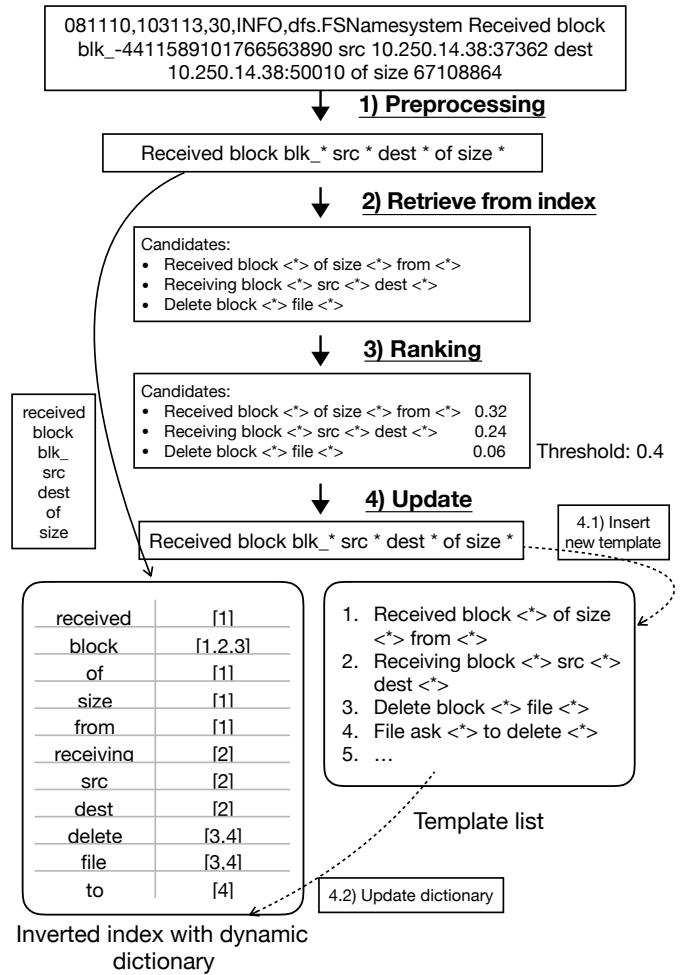 081110,103113,30,INFO,dfs.FSNamesystem Received block
blk_-4411589101766563890 src 10.250.14.38:37362 dest
10.250.14.38:50010 of size 67108864
1) Preprocessing
Received block blk_* src * dest * of size *
2) Retrieve from index
Candidates:
• Received block <*> of size <*> from <*>
• Receiving block <*> src <*> dest <*>
• Delete block <*> file <*>
3) Ranking
Candidates:
• Received block <*> of size <*> from <*> 0.32
• Receiving block <*> src <*> dest <*> 0.24
• Delete block <*> file <*> 0.06
Threshold: 0.4
received
block
blk_
src
dest
of
size
4) Update
Received block blk_* src * dest * of size *
4.1) Insert
new template
received [1]
block [1,2,3]
of [1]
size [1]
from [1]
receiving [2]
src [2]
dest [2]
delete [3,4]
file [3,4]
to [4]
Inverted index with dynamic
dictionary
1. Received block <*> of size
<*> from <*>
2. Receiving block <*> src <*>
dest <*>
3. Delete block <*> file <*>
4. File ask <*> to delete <*>
5. …
Template list
4.2) Update dictionary